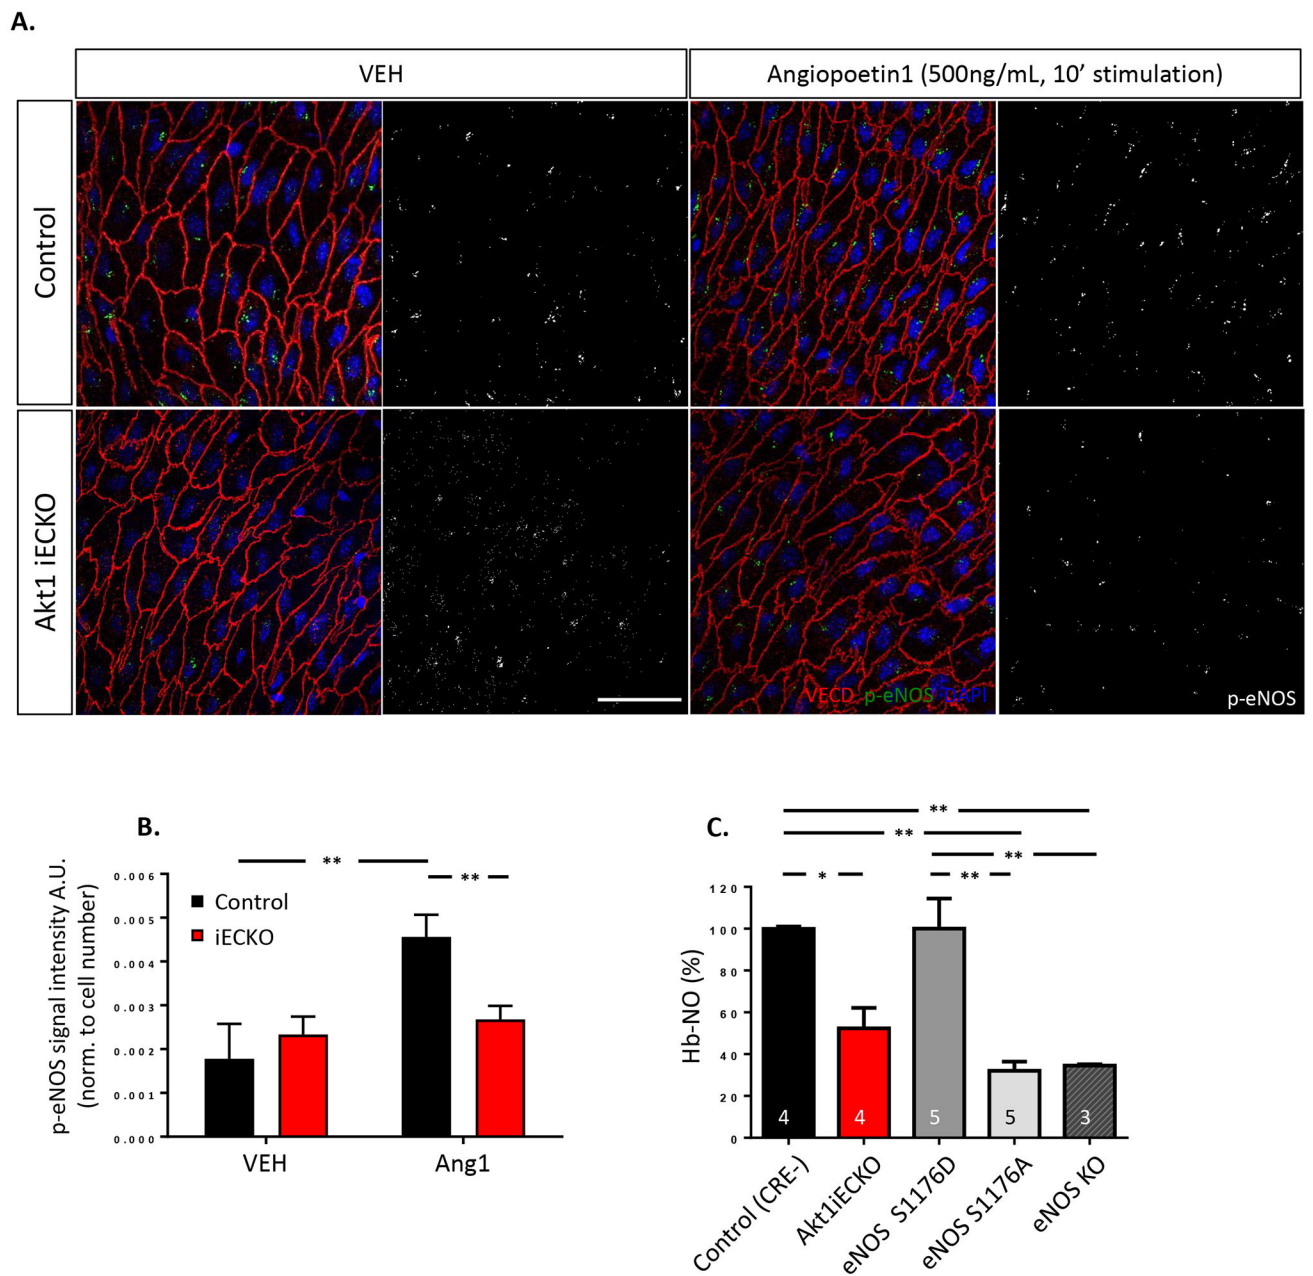 A.
VEH
Angiopoetin1 (500ng/mL, 10’ stimulation)
Control
Akt1 iECKO
VECD p-eNOS DAPI
p-eNOS
B.
**
**
p-eNOS signal intensity A.U.
(norm. to cell number)
0.006
0.005
0.004
0.003
0.002
0.001
0.000
Control
iECKO
VEH
Ang1
C.
**
**
**
*
**
Hb-NO (%)
120
100
80
60
40
20
0
4
4
5
5
3
Control (CRE-)
Akt1iECKO
eNOS S1176D
eNOS S1176A
eNOS KO